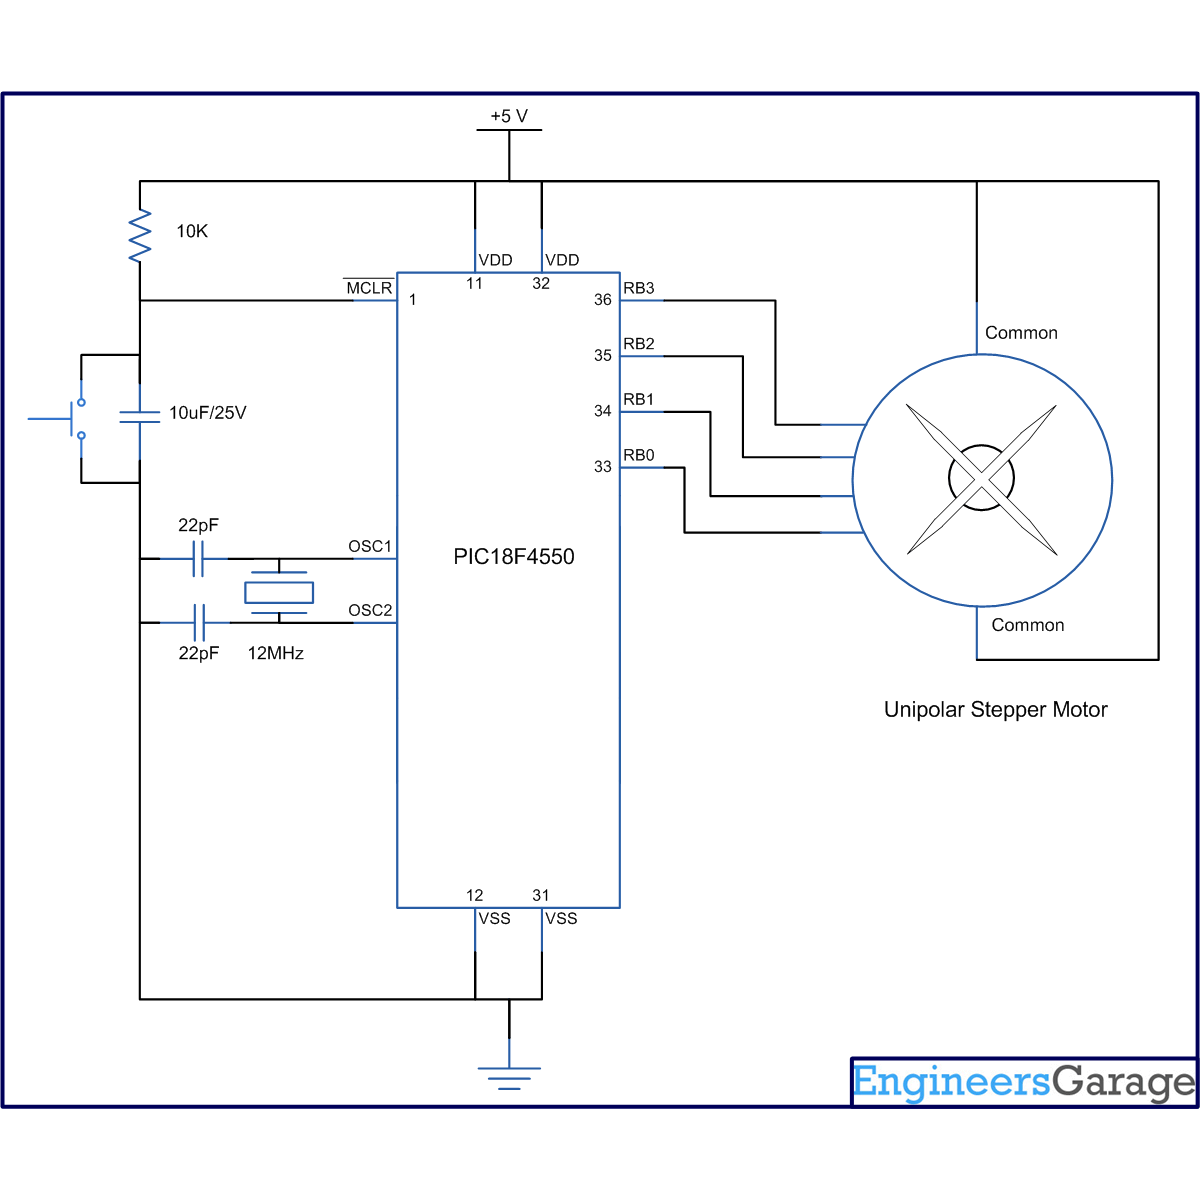 +5 V
10K
VDD
VDD
11
32
MCLR
1
36
RB3
Common
35
RB2
10uF/25V
34
RB1
33
RB0
22pF
OSC1
PIC18F4550
OSC2
22pF
12MHz
Common
Unipolar Stepper Motor
12
31
VSS
VSS
EngineersGarage